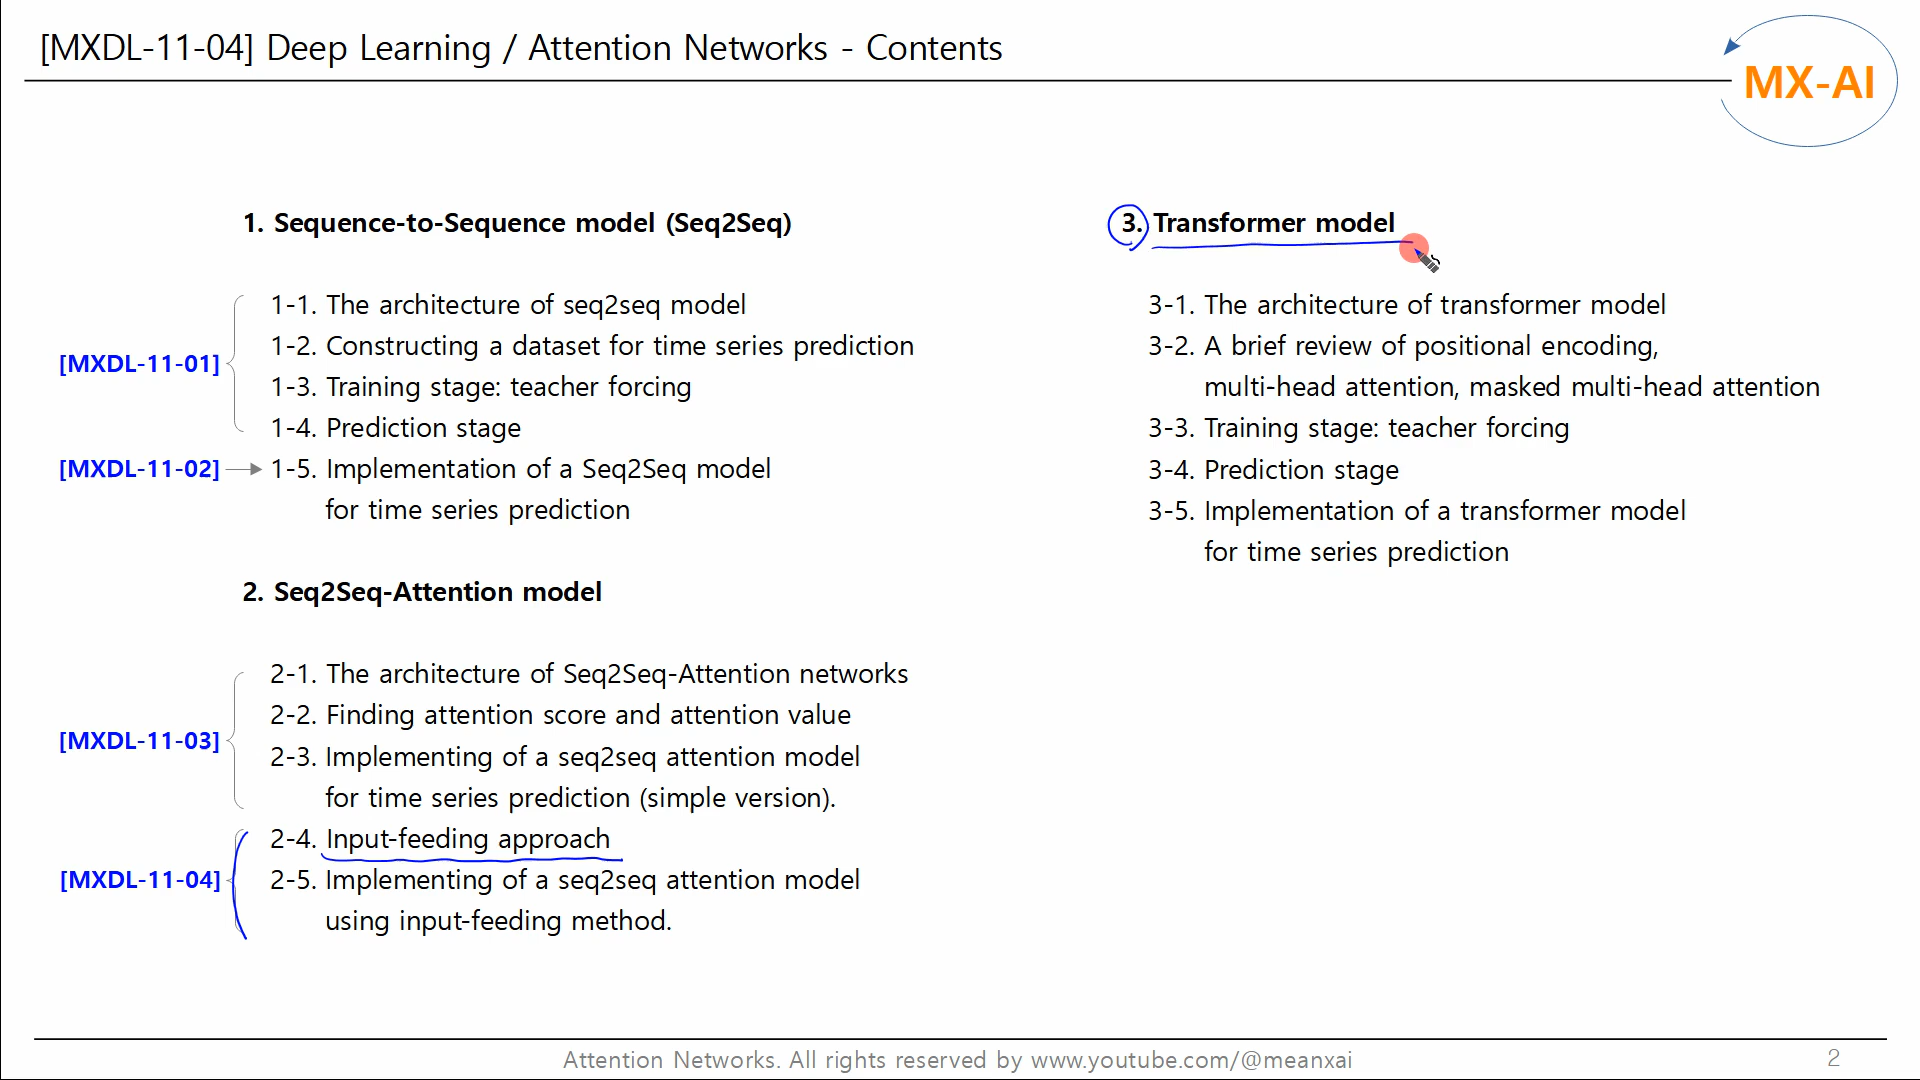 [MXDL-11-04] Deep Learning / Attention Networks - Contents
MX-AI
1. Sequence-to-Sequence model (Seq2Seq)
[MXDL-11-01]
1-1. The architecture of seq2seq model
1-2. Constructing a dataset for time series prediction
1-3. Training stage: teacher forcing
1-4. Prediction stage
[MXDL-11-02]
1-5. Implementation of a Seq2Seq model
for time series prediction
2. Seq2Seq-Attention model
[MXDL-11-03]
2-1. The architecture of Seq2Seq-Attention networks
2-2. Finding attention score and attention value
2-3. Implementing of a seq2seq attention model
for time series prediction (simple version).
[MXDL-11-04]
2-4. Input-feeding approach
2-5. Implementing of a seq2seq attention model
using input-feeding method.
3. Transformer model
3-1. The architecture of transformer model
3-2. A brief review of positional encoding,
multi-head attention, masked multi-head attention
3-3. Training stage: teacher forcing
3-4. Prediction stage
3-5. Implementation of a transformer model
for time series prediction
Attention Networks. All rights reserved by www.youtube.com/@meanxai
2